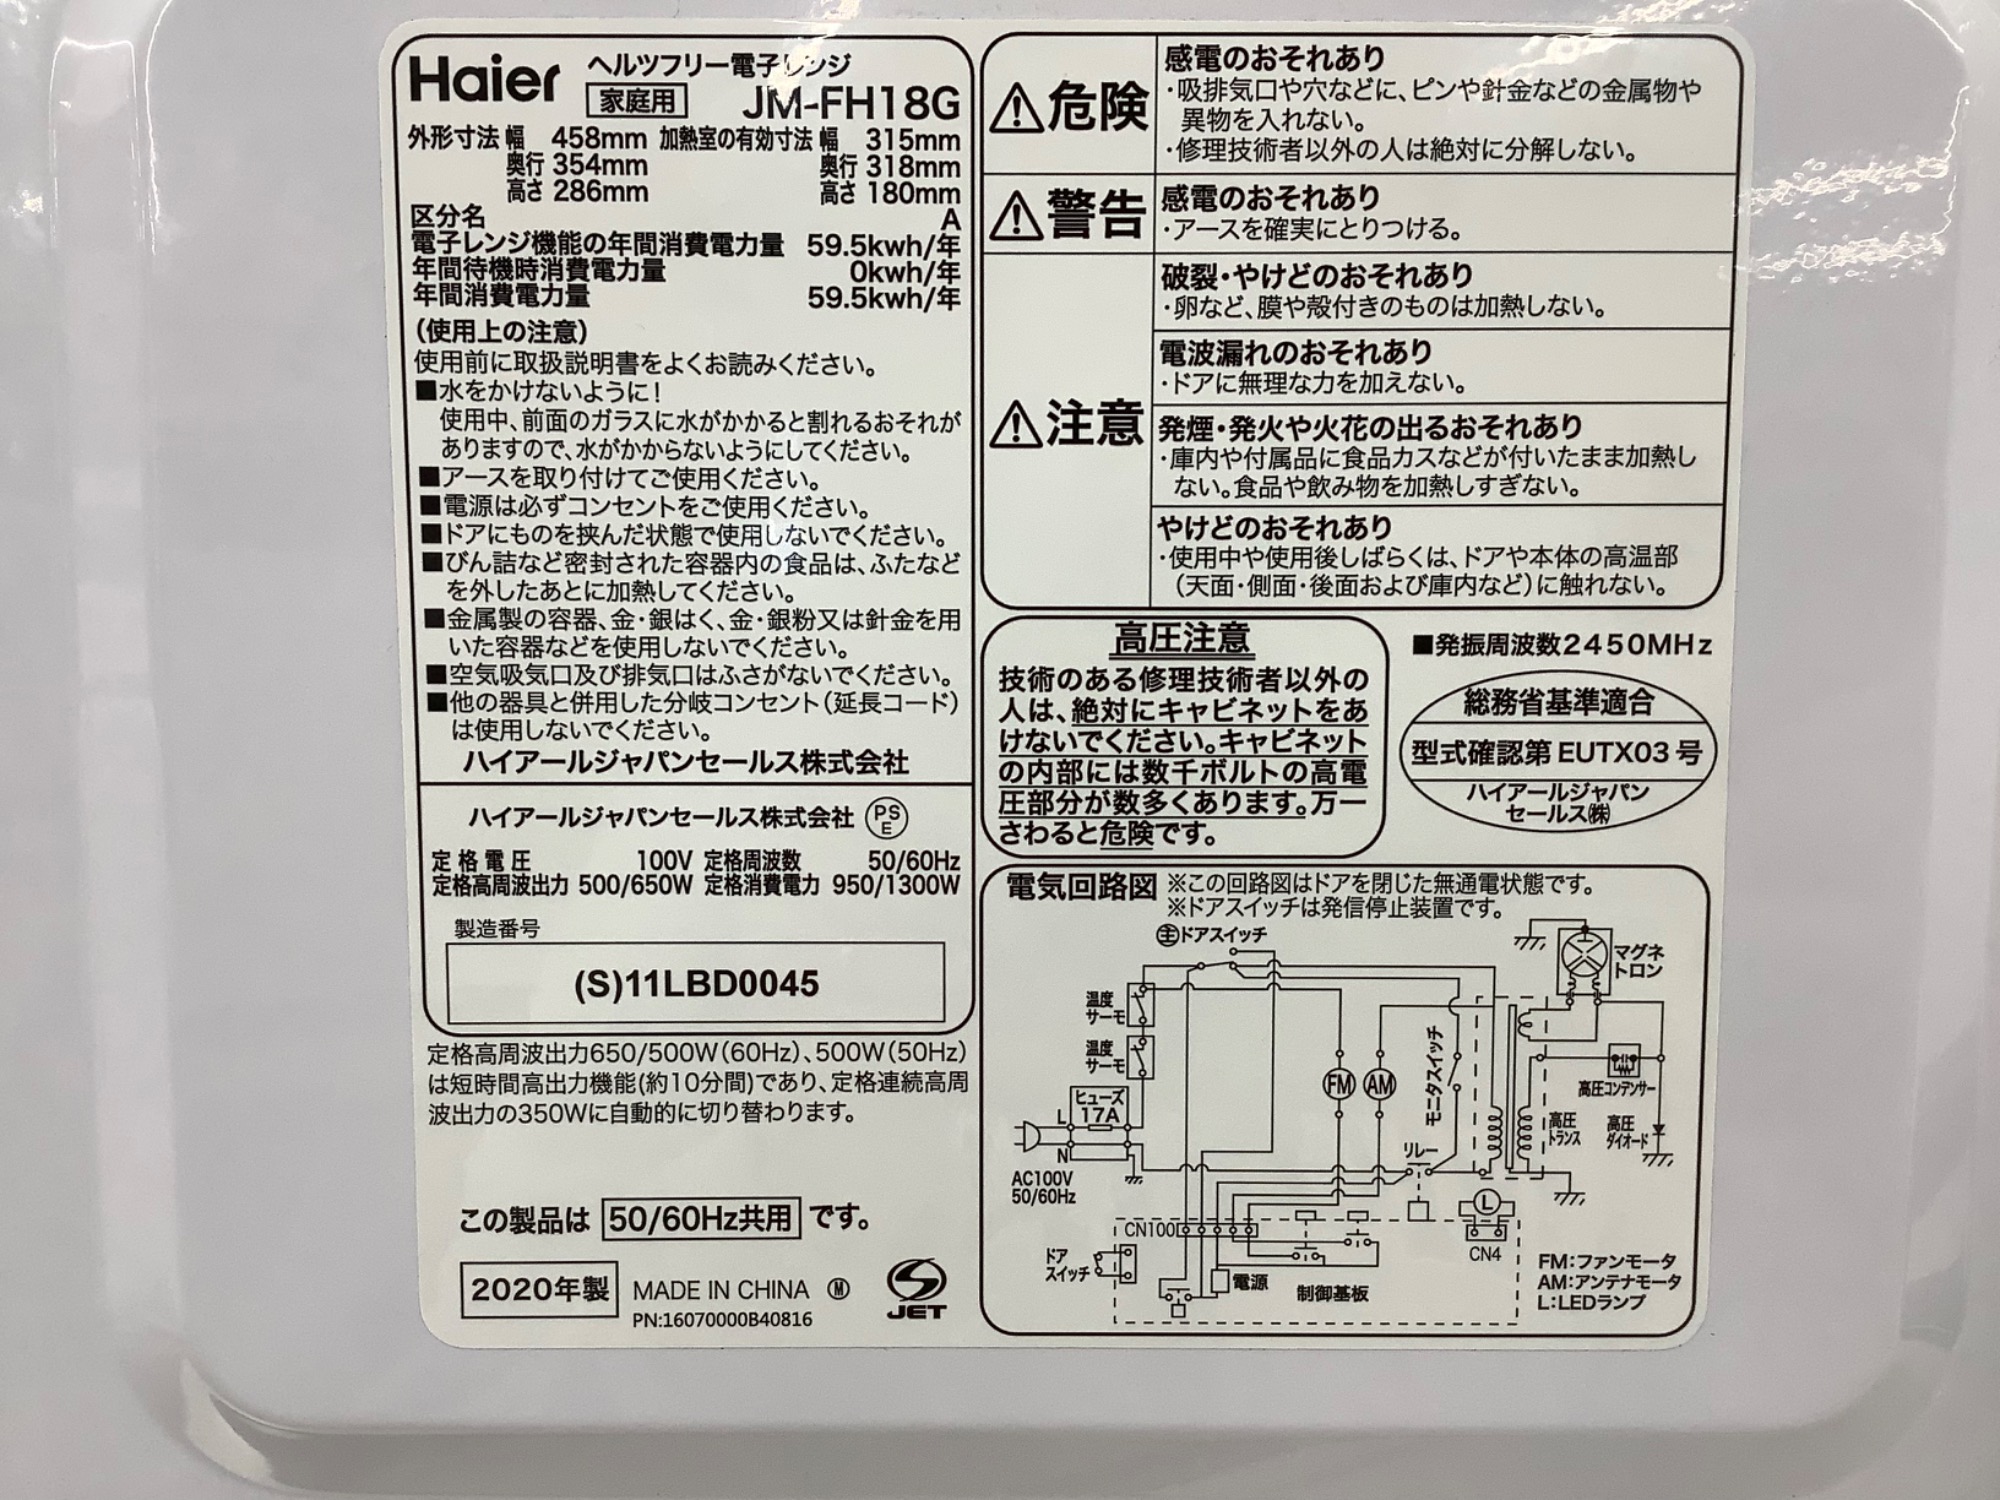 Haier ヘルツフリー電子レンジ
家庭用 JM-FH18G
外形寸法 幅 458mm 加熱室の有効寸法 幅 315mm
奥行 354mm 奥行 318mm
高さ 286mm 高さ 180mm
区分名 A
電子レンジ機能の年間消費電力量 59.5kwh/年
年間待機時消費電力量 0kwh/年
年間消費電力量 59.5kwh/年
(使用上の注意)
使用前に取扱説明書をよくお読みください。
■水をかけないように!
使用中、前面のガラスに水がかかると割れるおそれが
ありますので、水がかからないようにしてください。
■アースを取り付けてご使用ください。
■電源は必ずコンセントをご使用ください。
■ドアにものを挟んだ状態で使用しないでください。
■びん詰など密封された容器内の食品は、ふたなど
を外したあとに加熱してください。
■金属製の容器、金・銀はく、金・銀粉又は針金を用
いた容器などを使用しないでください。
■空気吸気口及び排気口はふさがないでください。
■他の器具と併用した分岐コンセント(延長コード)
は使用しないでください。
ハイアールジャパンセールス株式会社
ハイアールジャパンセールス株式会社 PS
E
定格電圧 100V 定格周波数 50/60Hz
定格高周波出力 500/650W 定格消費電力 950/1300W
製造番号
(S)11LBD0045
定格高周波出力650/500W(60Hz)、500W(50Hz)
は短時間高出力機能(約10分間)であり、定格連続高周
波出力の350Wに自動的に切り替わります。
この製品は 50/60Hz共用 です。
2020年製 MADE IN CHINA Ⓜ
PN:16070000B40816
JET
⚠危険
感電のおそれあり
・吸排気口や穴などに、ピンや針金などの金属物や
異物を入れない。
・修理技術者以外の人は絶対に分解しない。
⚠警告
感電のおそれあり
・アースを確実にとりつける。
⚠注意
破裂・やけどのおそれあり
・卵など、膜や殻付きのものは加熱しない。
電波漏れのおそれあり
・ドアに無理な力を加えない。
発煙・発火や火花の出るおそれあり
・庫内や付属品に食品カスなどが付いたまま加熱し
ない。食品や飲み物を加熱しすぎない。
やけどのおそれあり
・使用中や使用後しばらくは、ドアや本体の高温部
(天面・側面・後面および庫内など)に触れない。
高圧注意
技術のある修理技術者以外の
人は、絶対にキャビネットをあ
けないでください。キャビネット
の内部には数千ボルトの高電
圧部分が数多くあります。万一
さわると危険です。
■発振周波数2450MHz
総務省基準適合
型式確認第 EUTX03 号
ハイアールジャパン
セールス㈱
電気回路図 ※この回路図はドアを閉じた無通電状態です。
※ドアスイッチは発信停止装置です。
主ドアスイッチ
マグネ
トロン
温度
サーモ
温度
サーモ
ヒューズ
17A
L
N
AC100V
50/60Hz
FM
AM
モニタスイッチ
リレー
高圧コンデンサー
高圧
トランス
高圧
ダイオード
CN100
ドア
スイッチ
電源
制御基板
L
CN4
FM:ファンモータ
AM:アンテナモータ
L:LEDランプ